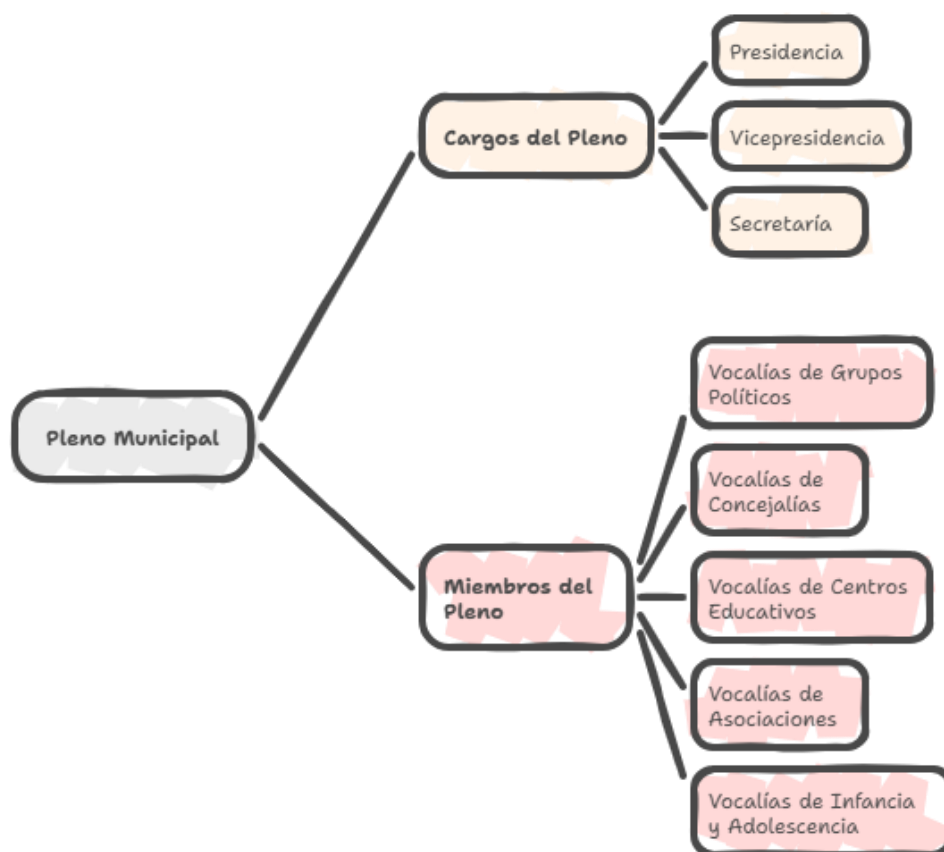 Presidencia
Cargos del Pleno
Vicepresidencia
Secretaría
Pleno Municipal
Vocalías de Grupos
Políticos
Vocalías de
Concejalías
Miembros del
Pleno
Vocalías de Centros
Educativos
Vocalías de
Asociaciones
Vocalías de Infancia
y Adolescencia